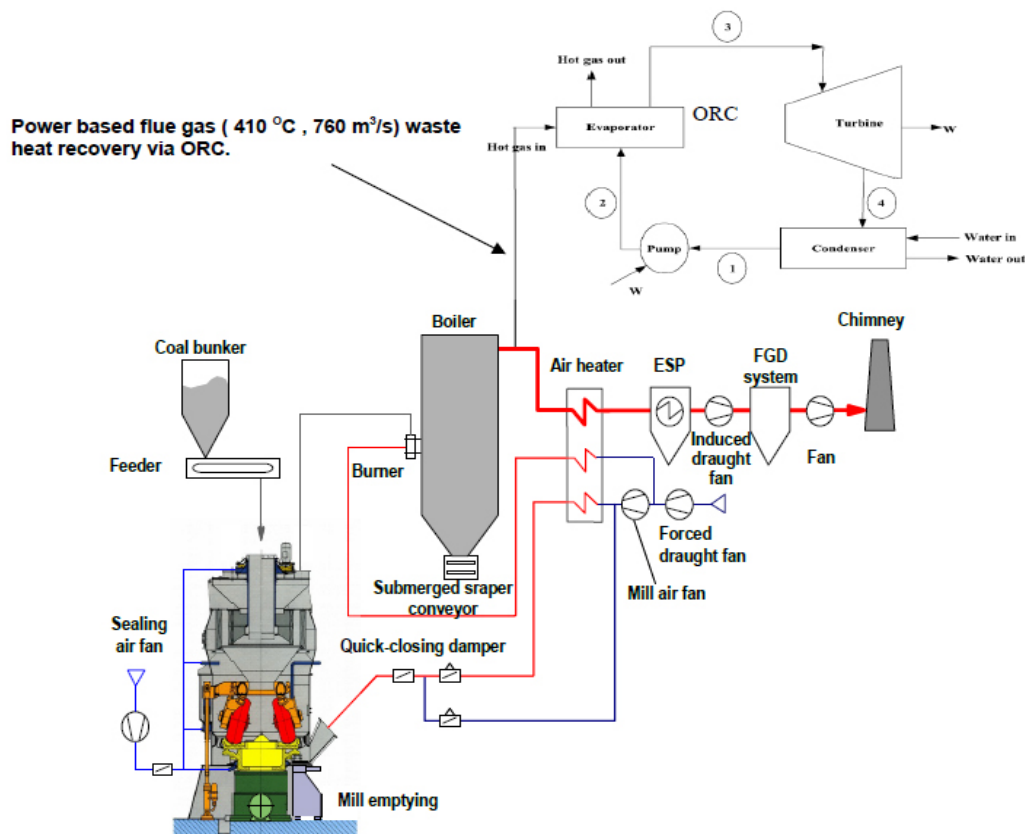 3
Hot gas out
ORC
Evaporator
Turbine
W
Power based flue gas ( 410 °C , 760 m³/s) waste
heat recovery via ORC.
Hot gas in
2
4
Pump
1
Condenser
Water in
Water out
W
Boiler
Chimney
Coal bunker
Air heater
ESP
FGD
system
Feeder
Burner
Induced
draught
fan
Fan
Forced
draught fan
Submerged sraper
conveyor
Mill air fan
Sealing
air fan
Quick-closing damper
Mill emptying